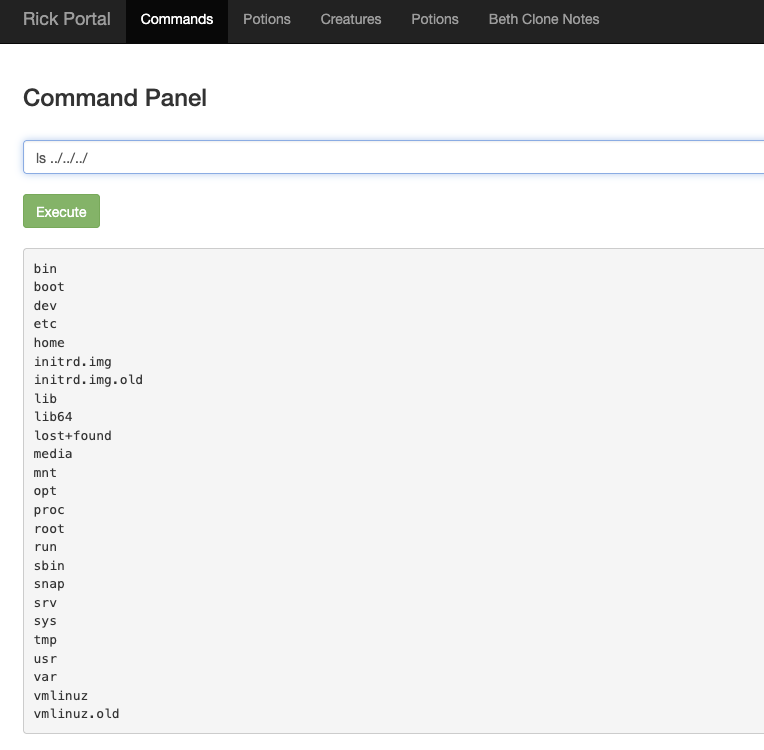 Rick Portal Commands Potions Creatures Potions Beth Clone Notes
Command Panel
ls ../../../
Execute
bin
boot
dev
etc
home
initrd.img
initrd.img.old
lib
lib64
lost+found
media
mnt
opt
proc
root
run
sbin
snap
srv
sys
tmp
usr
var
vmlinuz
vmlinuz.old